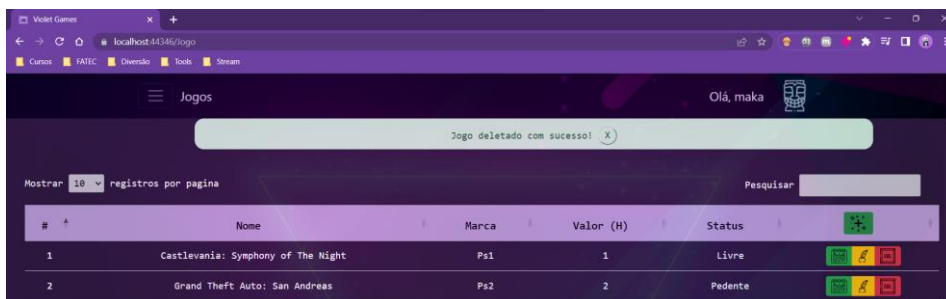 Violet Games
localhost:44346/Jogo
Cursos FATEC Diversão Tools Stream
Jogos Olá, maka
Jogo deletado com sucesso! X
Mostrar 10 registros por pagina Pesquisar
# Nome Marca Valor (H) Status
1 Castlevania: Symphony of The Night Ps1 1 Livre
2 Grand Theft Auto: San Andreas Ps2 2 Pedente